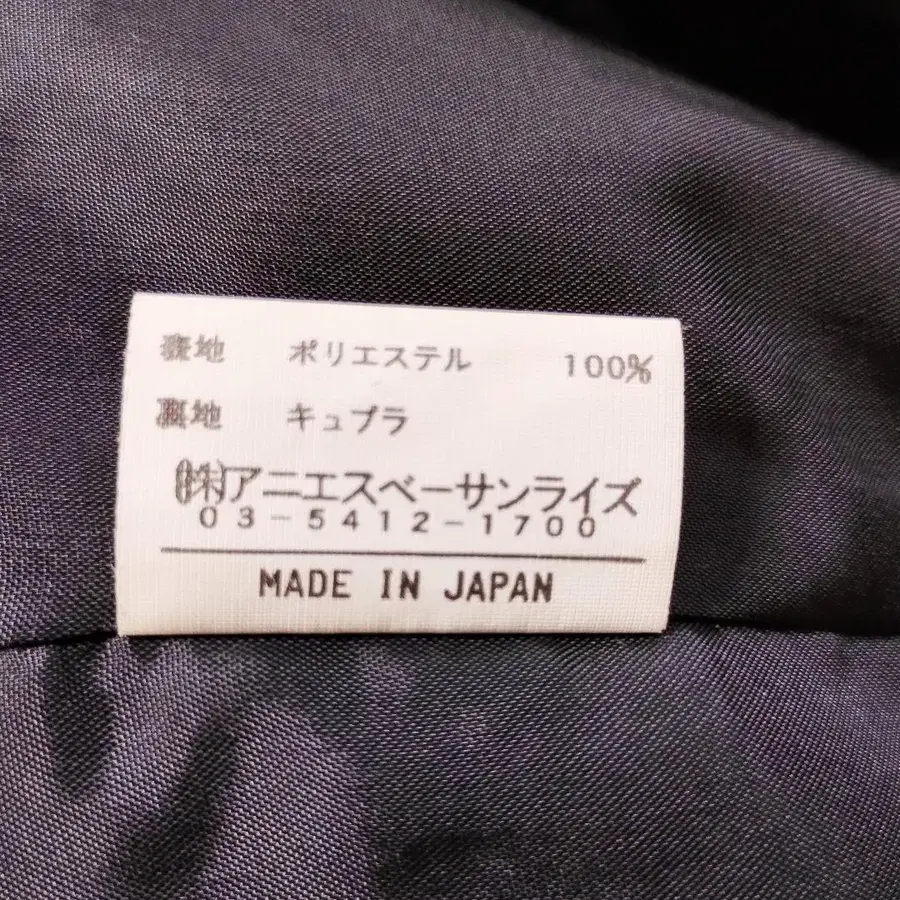 表地 ポリエステル 100%
裏地 キュプラ
(株)アニエスベーサンライズ
03-5412-1700
MADE IN JAPAN